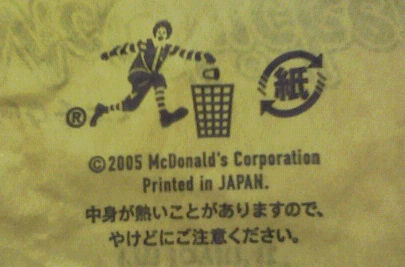 紙
®
©2005 McDonald's Corporation
Printed in JAPAN.
中身が熱いことがありますので、
やけどにご注意ください。